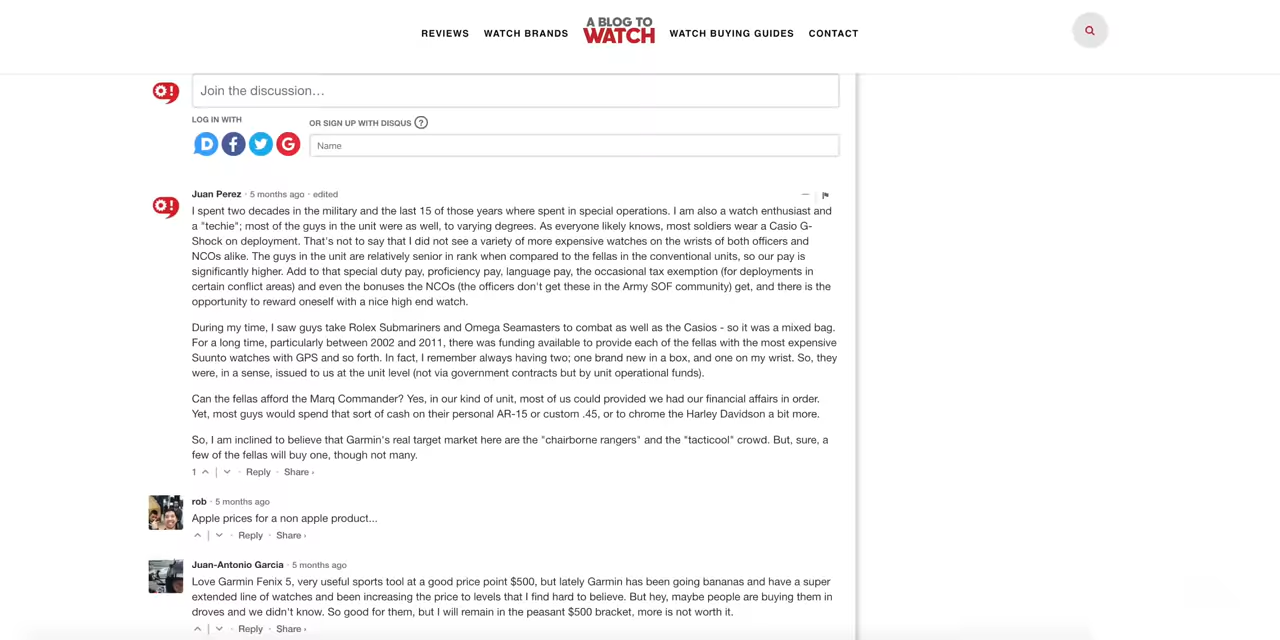 REVIEWS WATCH BRANDS A BLOG TO WATCH WATCH BUYING GUIDES CONTACT
Join the discussion…
LOG IN WITH
OR SIGN UP WITH DISQUS ?
Name
Juan Perez · 5 months ago · edited
I spent two decades in the military and the last 15 of those years where spent in special operations. I am also a watch enthusiast and
a "techie"; most of the guys in the unit were as well, to varying degrees. As everyone likely knows, most soldiers wear a Casio G-
Shock on deployment. That's not to say that I did not see a variety of more expensive watches on the wrists of both officers and
NCOs alike. The guys in the unit are relatively senior in rank when compared to the fellas in the conventional units, so our pay is
significantly higher. Add to that special duty pay, proficiency pay, language pay, the occasional tax exemption (for deployments in
certain conflict areas) and even the bonuses the NCOs (the officers don't get these in the Army SOF community) get, and there is the
opportunity to reward oneself with a nice high end watch.
During my time, I saw guys take Rolex Submariners and Omega Seamasters to combat as well as the Casios - so it was a mixed bag.
For a long time, particularly between 2002 and 2011, there was funding available to provide each of the fellas with the most expensive
Suunto watches with GPS and so forth. In fact, I remember always having two; one brand new in a box, and one on my wrist. So, they
were, in a sense, issued to us at the unit level (not via government contracts but by unit operational funds).
Can the fellas afford the Marq Commander? Yes, in our kind of unit, most of us could provided we had our financial affairs in order.
Yet, most guys would spend that sort of cash on their personal AR-15 or custom .45, or to chrome the Harley Davidson a bit more.
So, I am inclined to believe that Garmin's real target market here are the "chairborne rangers" and the "tacticool" crowd. But, sure, a
few of the fellas will buy one, though not many.
1 · Reply · Share ›
rob · 5 months ago
Apple prices for a non apple product...
· Reply · Share ›
Juan-Antonio Garcia · 5 months ago
Love Garmin Fenix 5, very useful sports tool at a good price point $500, but lately Garmin has been going bananas and have a super
extended line of watches and been increasing the price to levels that I find hard to believe. But hey, maybe people are buying them in
droves and we didn't know. So good for them, but I will remain in the peasant $500 bracket, more is not worth it.
· Reply · Share ›